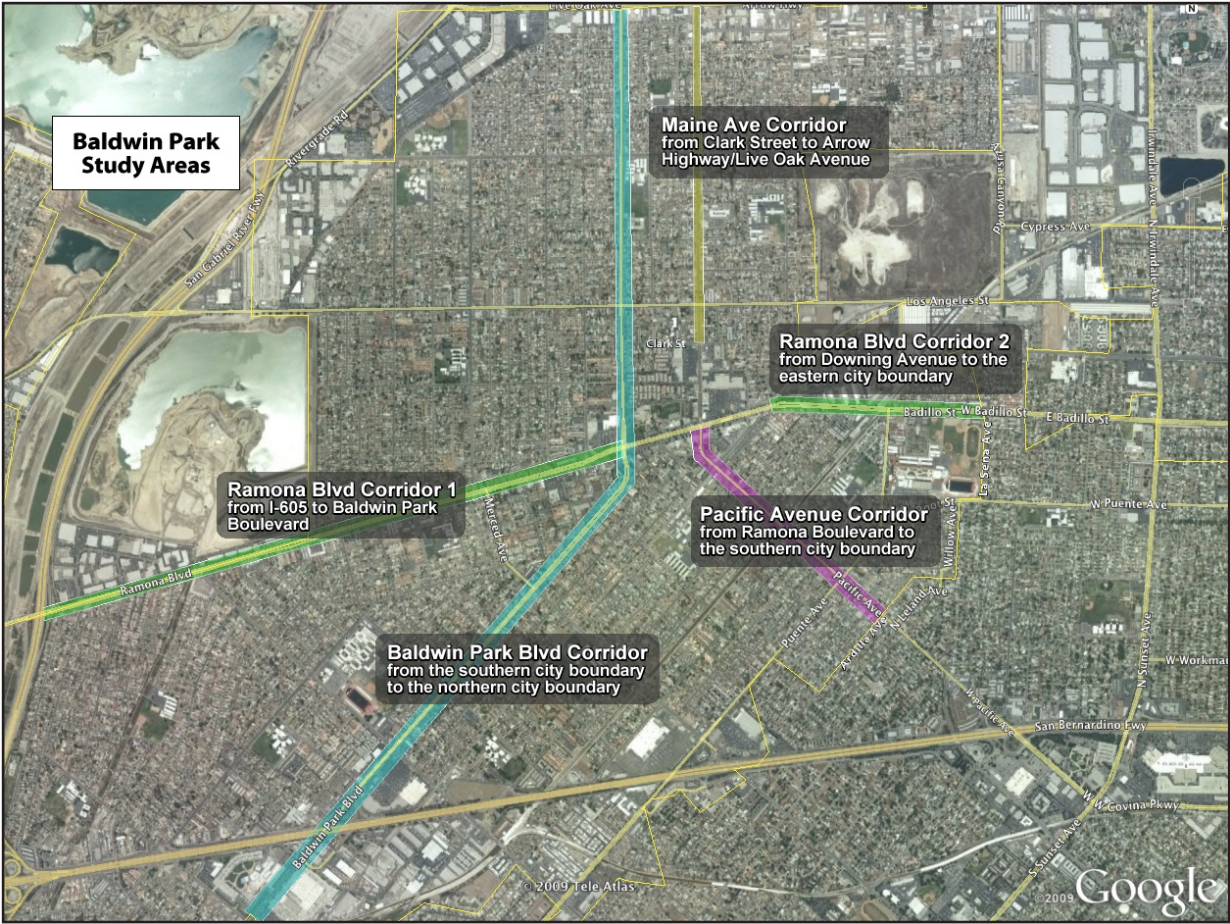 Live Oak Ave
Arrow Hwy
N
Baldwin Park
Study Areas
Rivergrade Rd
San Gabriel River Fwy
Maine Ave Corridor
from Clark Street to Arrow
Highway/Live Oak Avenue
Irwindale Ave
N Irwindale Ave
Cypress Ave
Los Angeles St
Clark St
Ramona Blvd Corridor 2
from Downing Avenue to the
eastern city boundary
Badillo St
W Badillo St
E Badillo St
La Sena Ave
Ramona Blvd Corridor 1
from I-605 to Baldwin Park
Boulevard
Merced Ave
W Puente Ave
Pacific Avenue Corridor
from Ramona Boulevard to
the southern city boundary
Willow Ave
Ramona Blvd
Pacific Ave
N Leland Ave
Puente Ave
Ardilla Ave
Baldwin Park Blvd Corridor
from the southern city boundary
to the northern city boundary
N Sunset Ave
W Workma
W Pacific Ave
San Bernardino Fwy
W W Covina Pkwy
Baldwin Park Blvd
S Sunset Ave
© 2009 Tele Atlas
©2009 Google